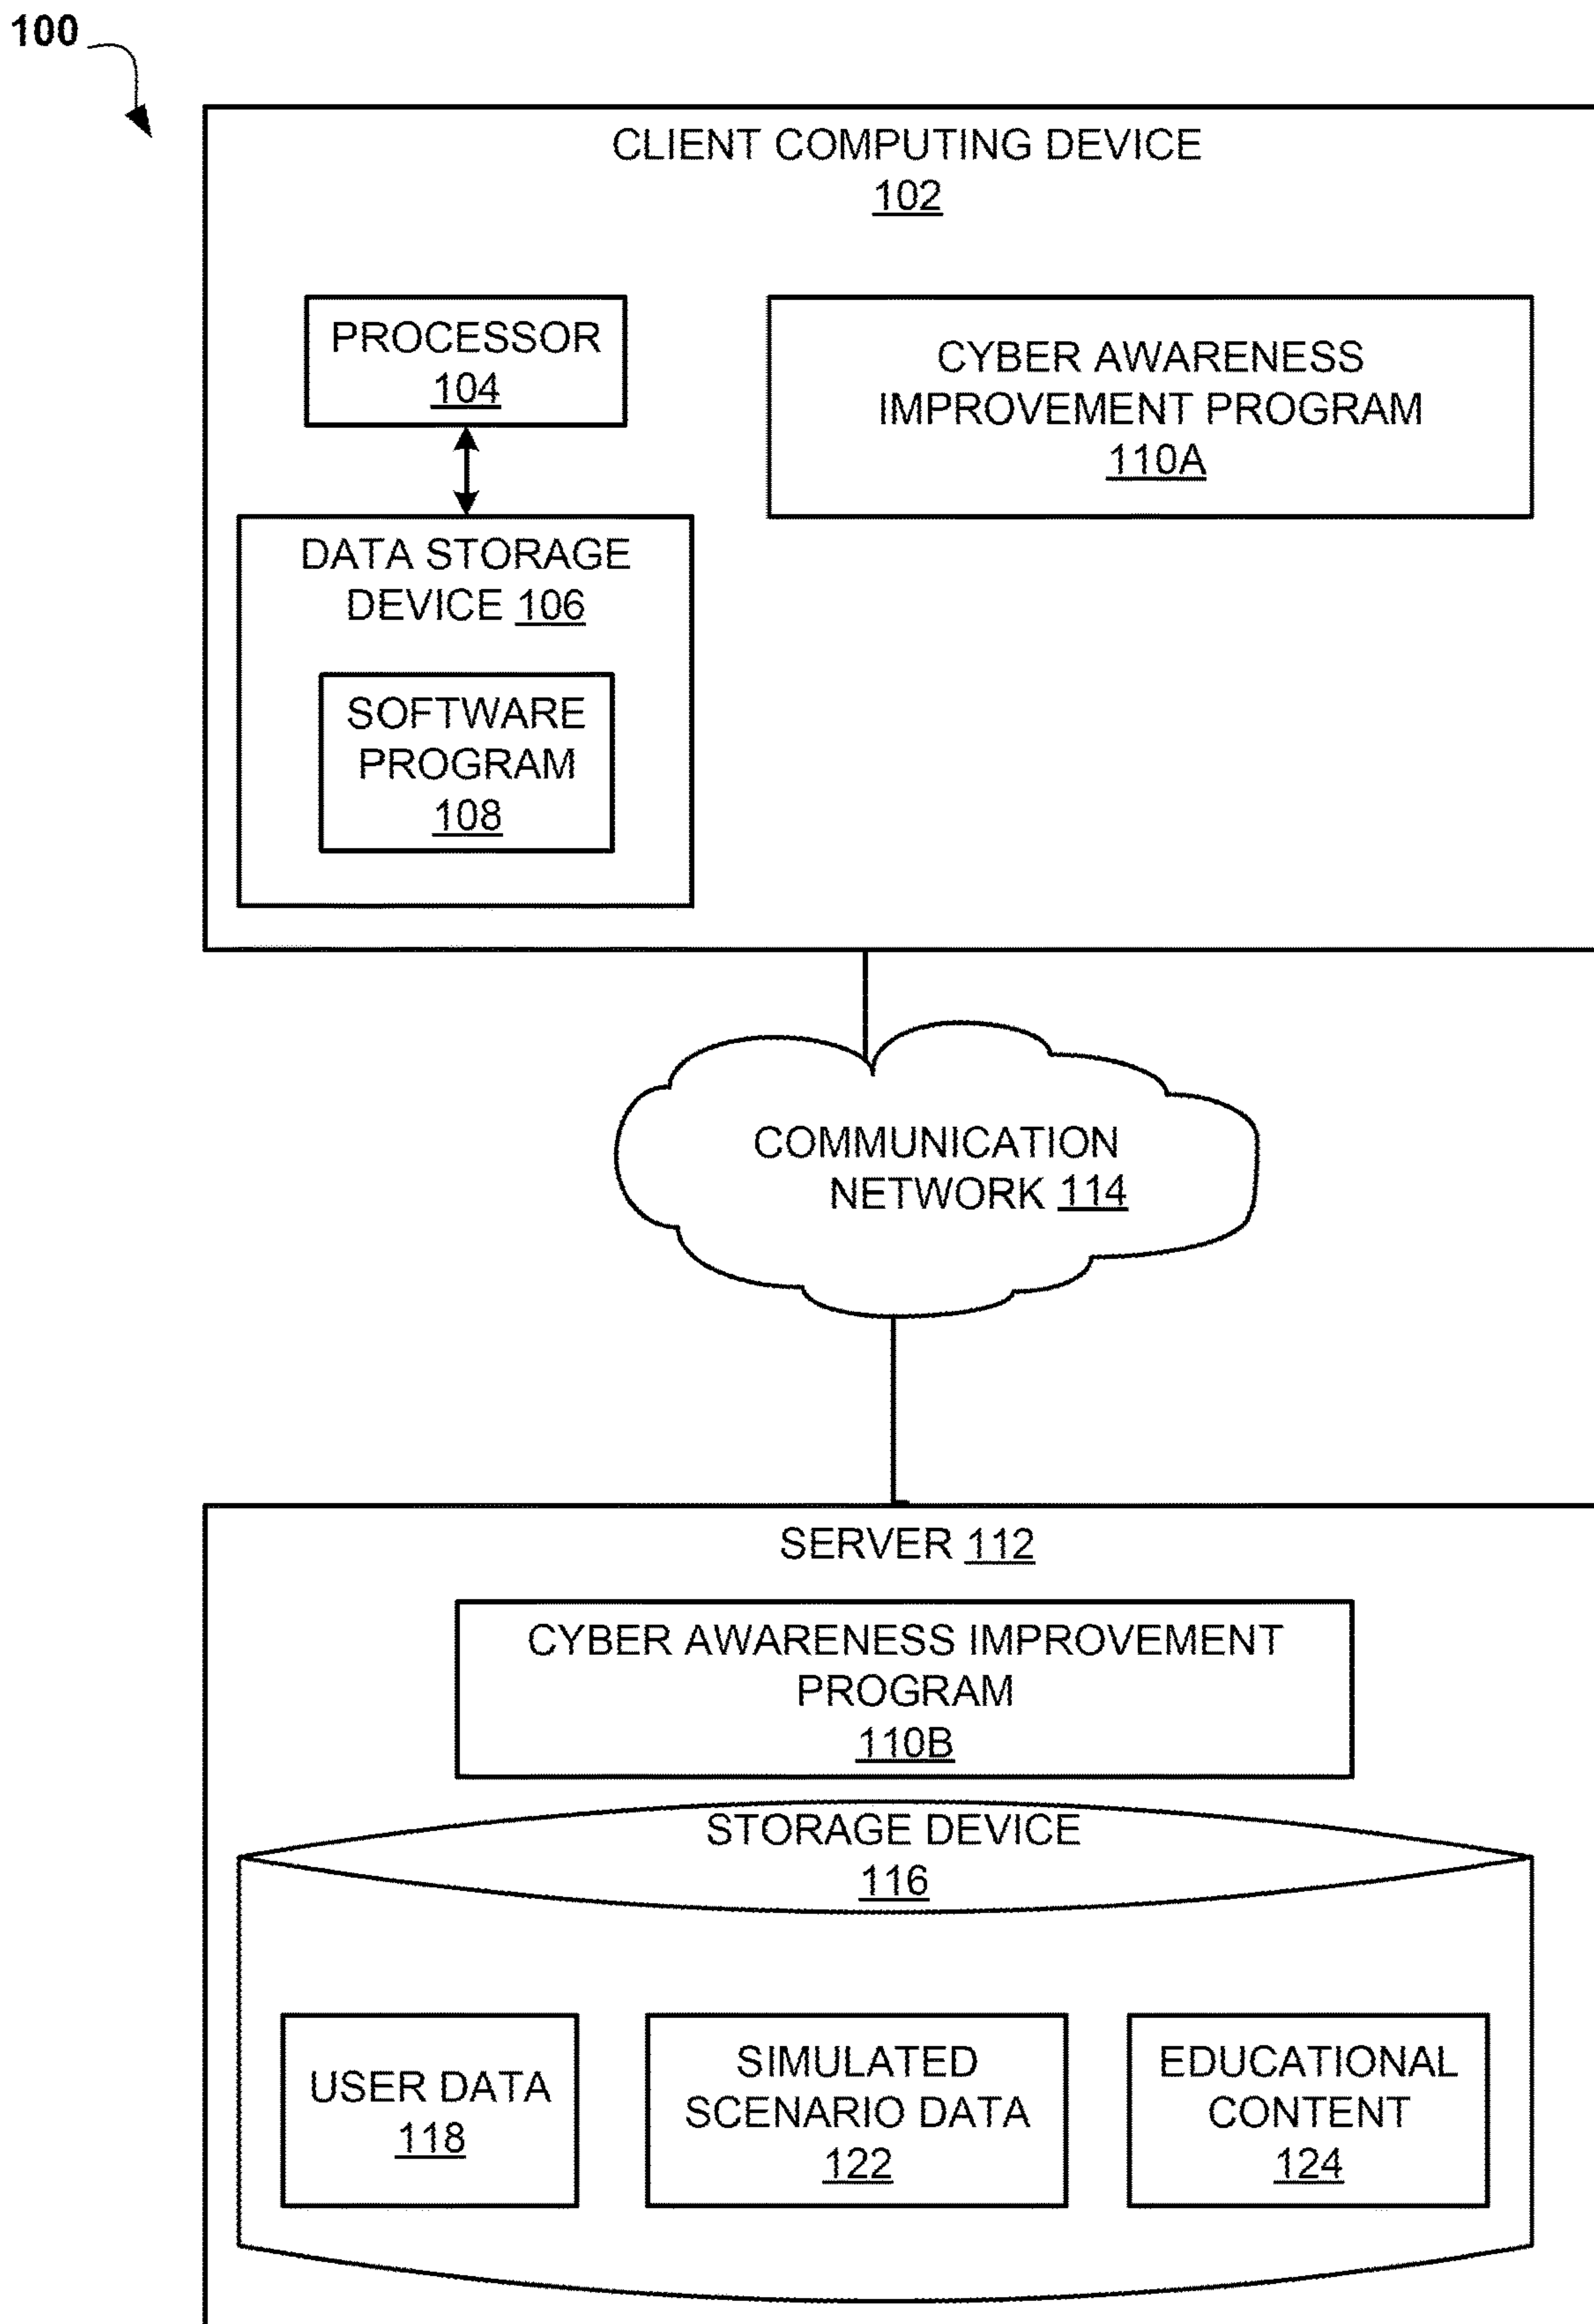 100
CLIENT COMPUTING DEVICE
102
PROCESSOR
104
CYBER AWARENESS
IMPROVEMENT PROGRAM
110A
DATA STORAGE
DEVICE 106
SOFTWARE
PROGRAM
108
COMMUNICATION
NETWORK 114
SERVER 112
CYBER AWARENESS IMPROVEMENT
PROGRAM
110B
STORAGE DEVICE
116
USER DATA
118
SIMULATED
SCENARIO DATA
122
EDUCATIONAL
CONTENT
124